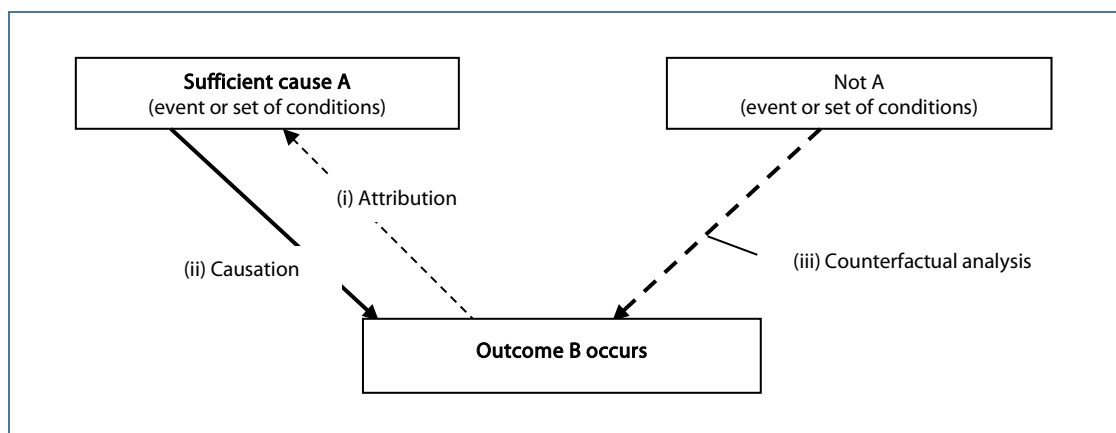 Sufficient cause A
(event or set of conditions)
Not A
(event or set of conditions)
(i) Attribution
(ii) Causation
(iii) Counterfactual analysis
Outcome B occurs